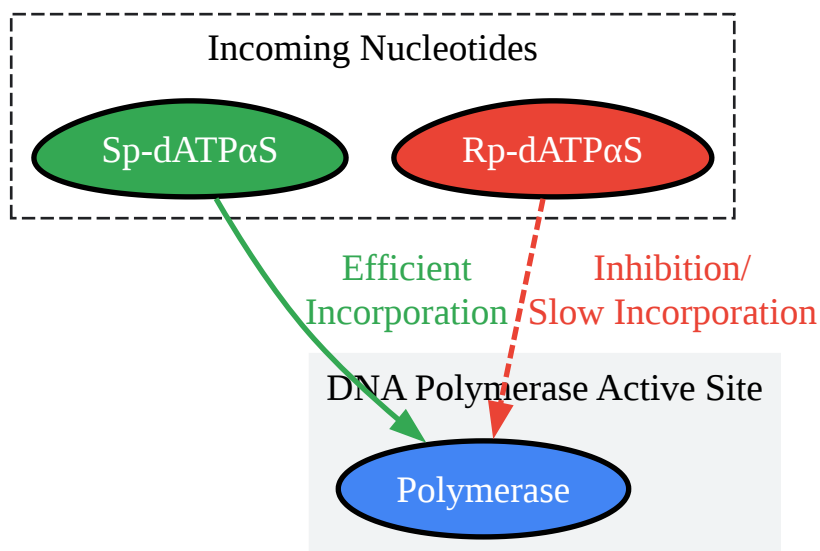 Incoming Nucleotides
Sp-dATPαS
Rp-dATPαS
Efficient
Incorporation
Inhibition/
Slow Incorporation
DNA Polymerase Active Site
Polymerase